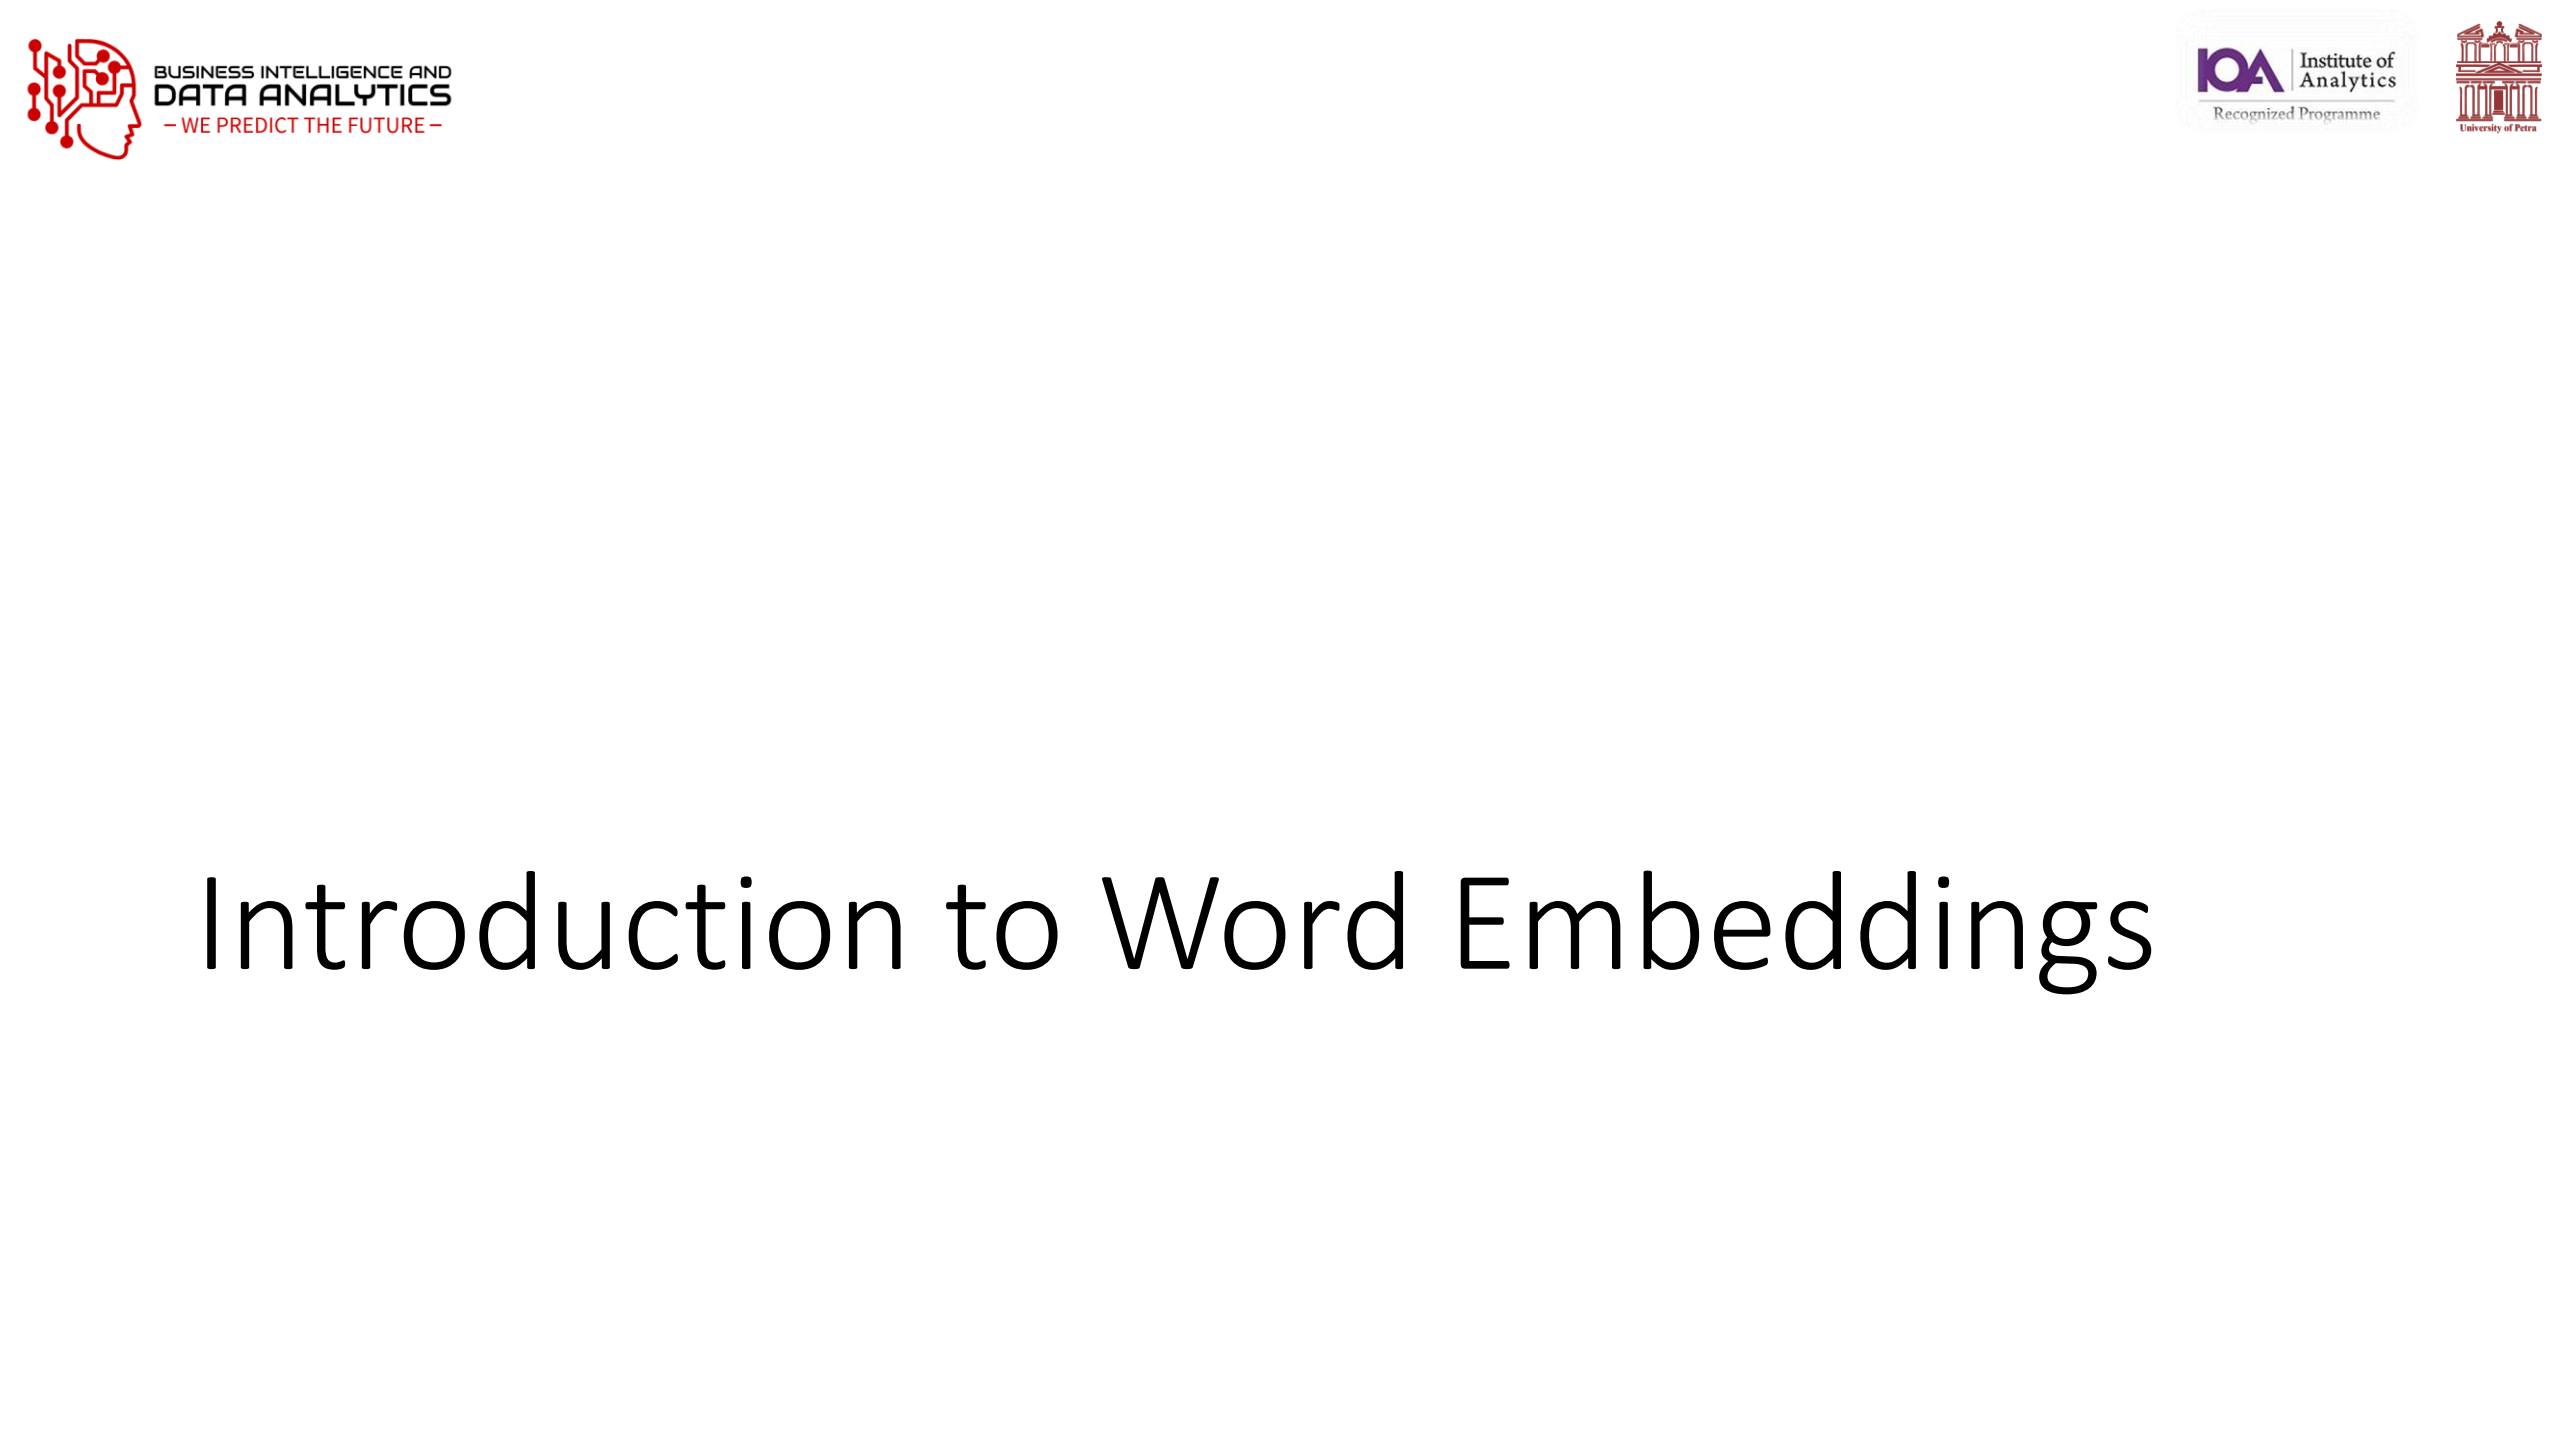 BUSINESS INTELLIGENCE AND
DATA ANALYTICS
– WE PREDICT THE FUTURE –
IOA
Institute of
Analytics
Recognized Programme
University of Petra
Introduction to Word Embeddings